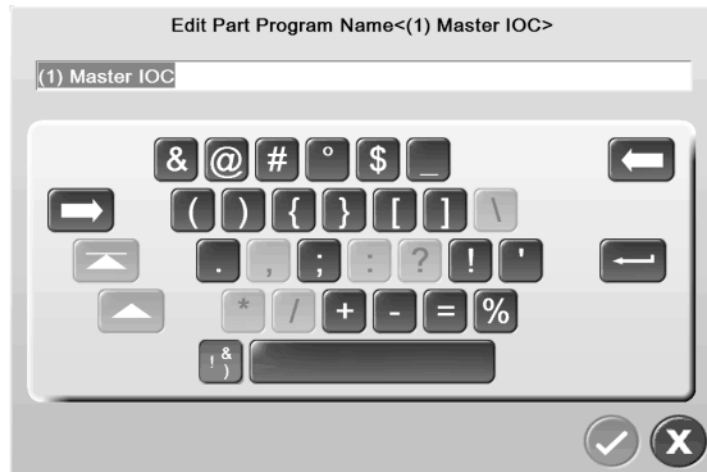 Edit Part Program Name<(1) Master IOC>
(1) Master IOC
& @ # ° $ _
( ) { } [ ] \
. , ; : ? ! '
* / + - = %
! & )